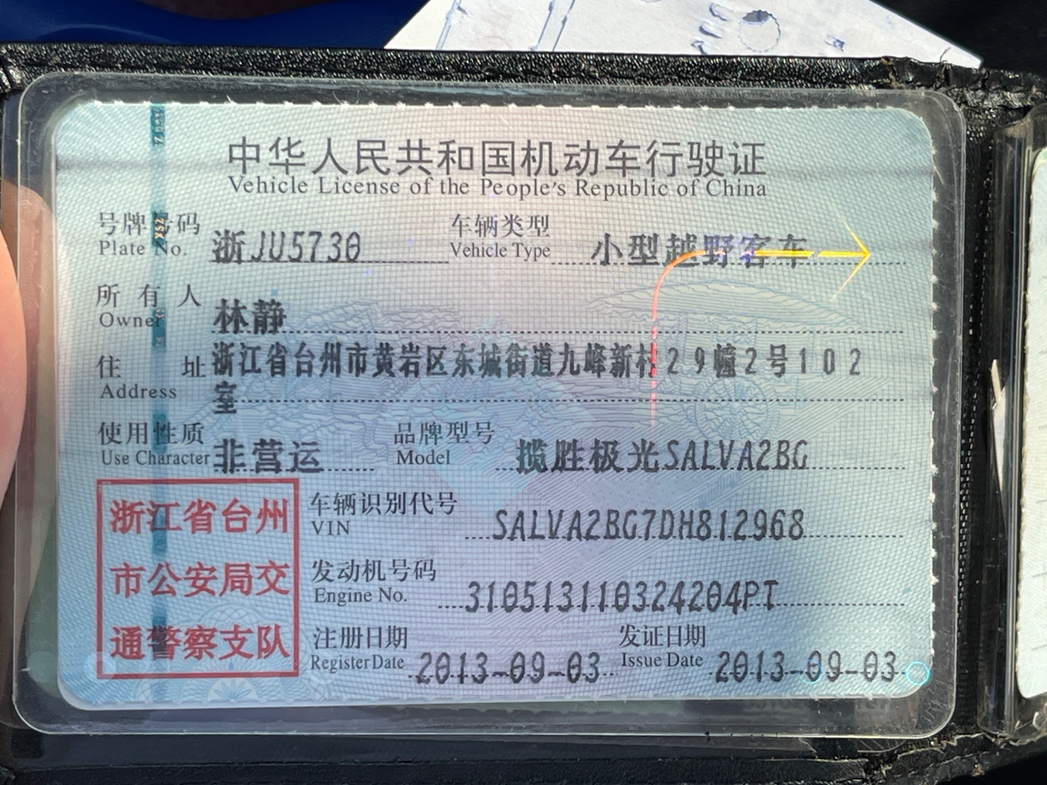 中华人民共和国机动车行驶证
Vehicle License of the People's Republic of China
号牌号码 浙JU5730 车辆类型 小型越野客车
Plate No. Vehicle Type
所有人 林静
Owner
住址 浙江省台州市黄岩区东城街道九峰新村29幢2号102
Address 室
使用性质 非营运 品牌型号 揽胜极光SALVA2BG
Use Character Model
浙江省台州
市公安局交
通警察支队
车辆识别代号 SALVA2BG7DH812968
VIN
发动机号码 310513110324204PT
Engine No.
注册日期 2013-09-03 发证日期 2013-09-03
Register Date Issue Date